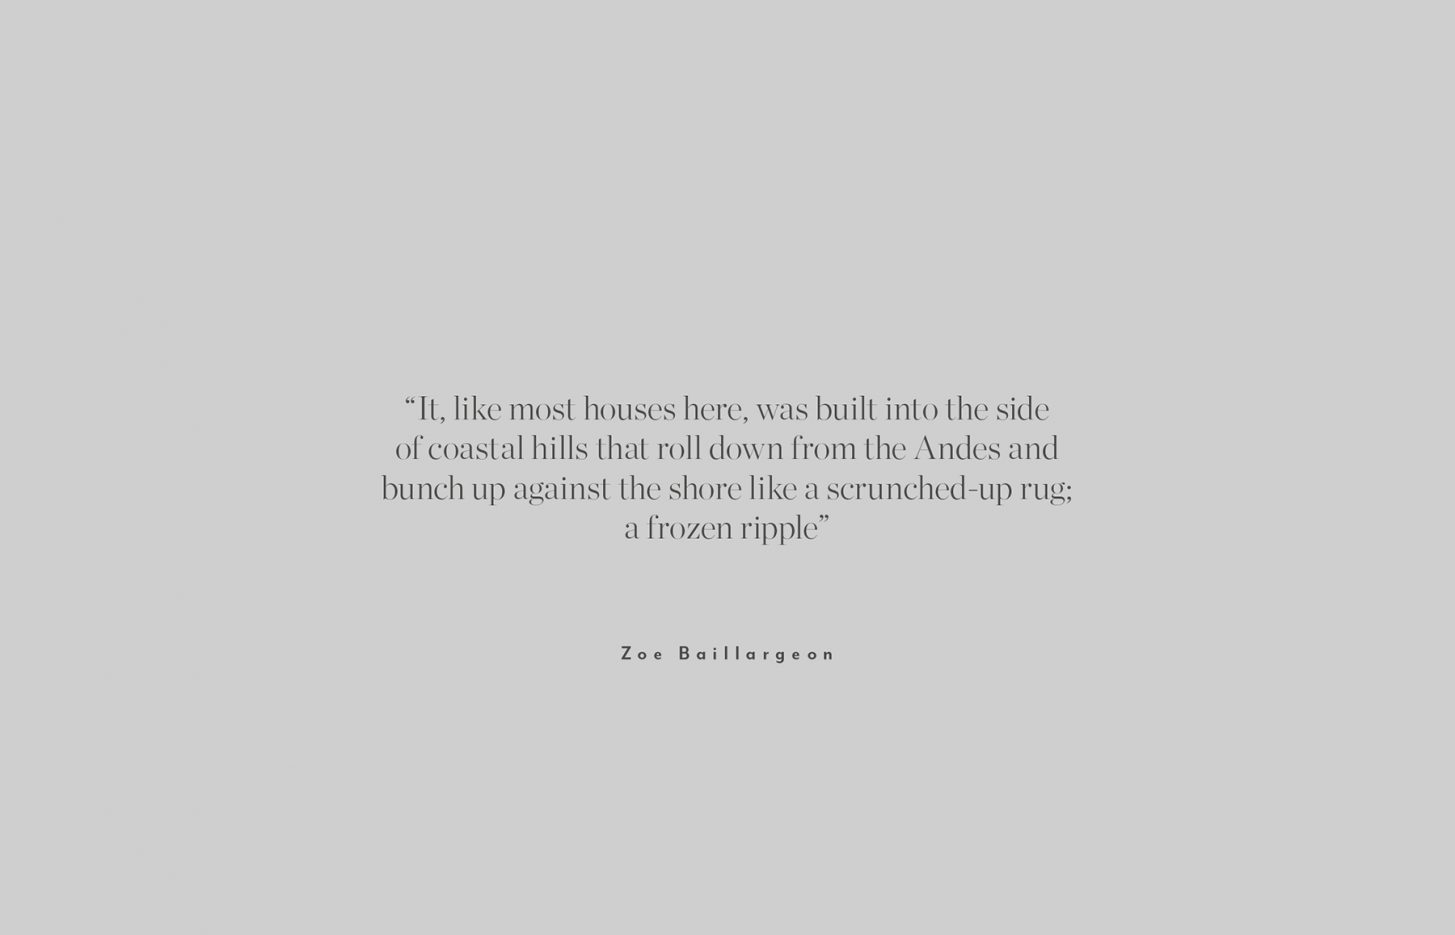 “It, like most houses here, was built into the side
of coastal hills that roll down from the Andes and
bunch up against the shore like a scrunched-up rug;
a frozen ripple”
Zoe Baillargeon